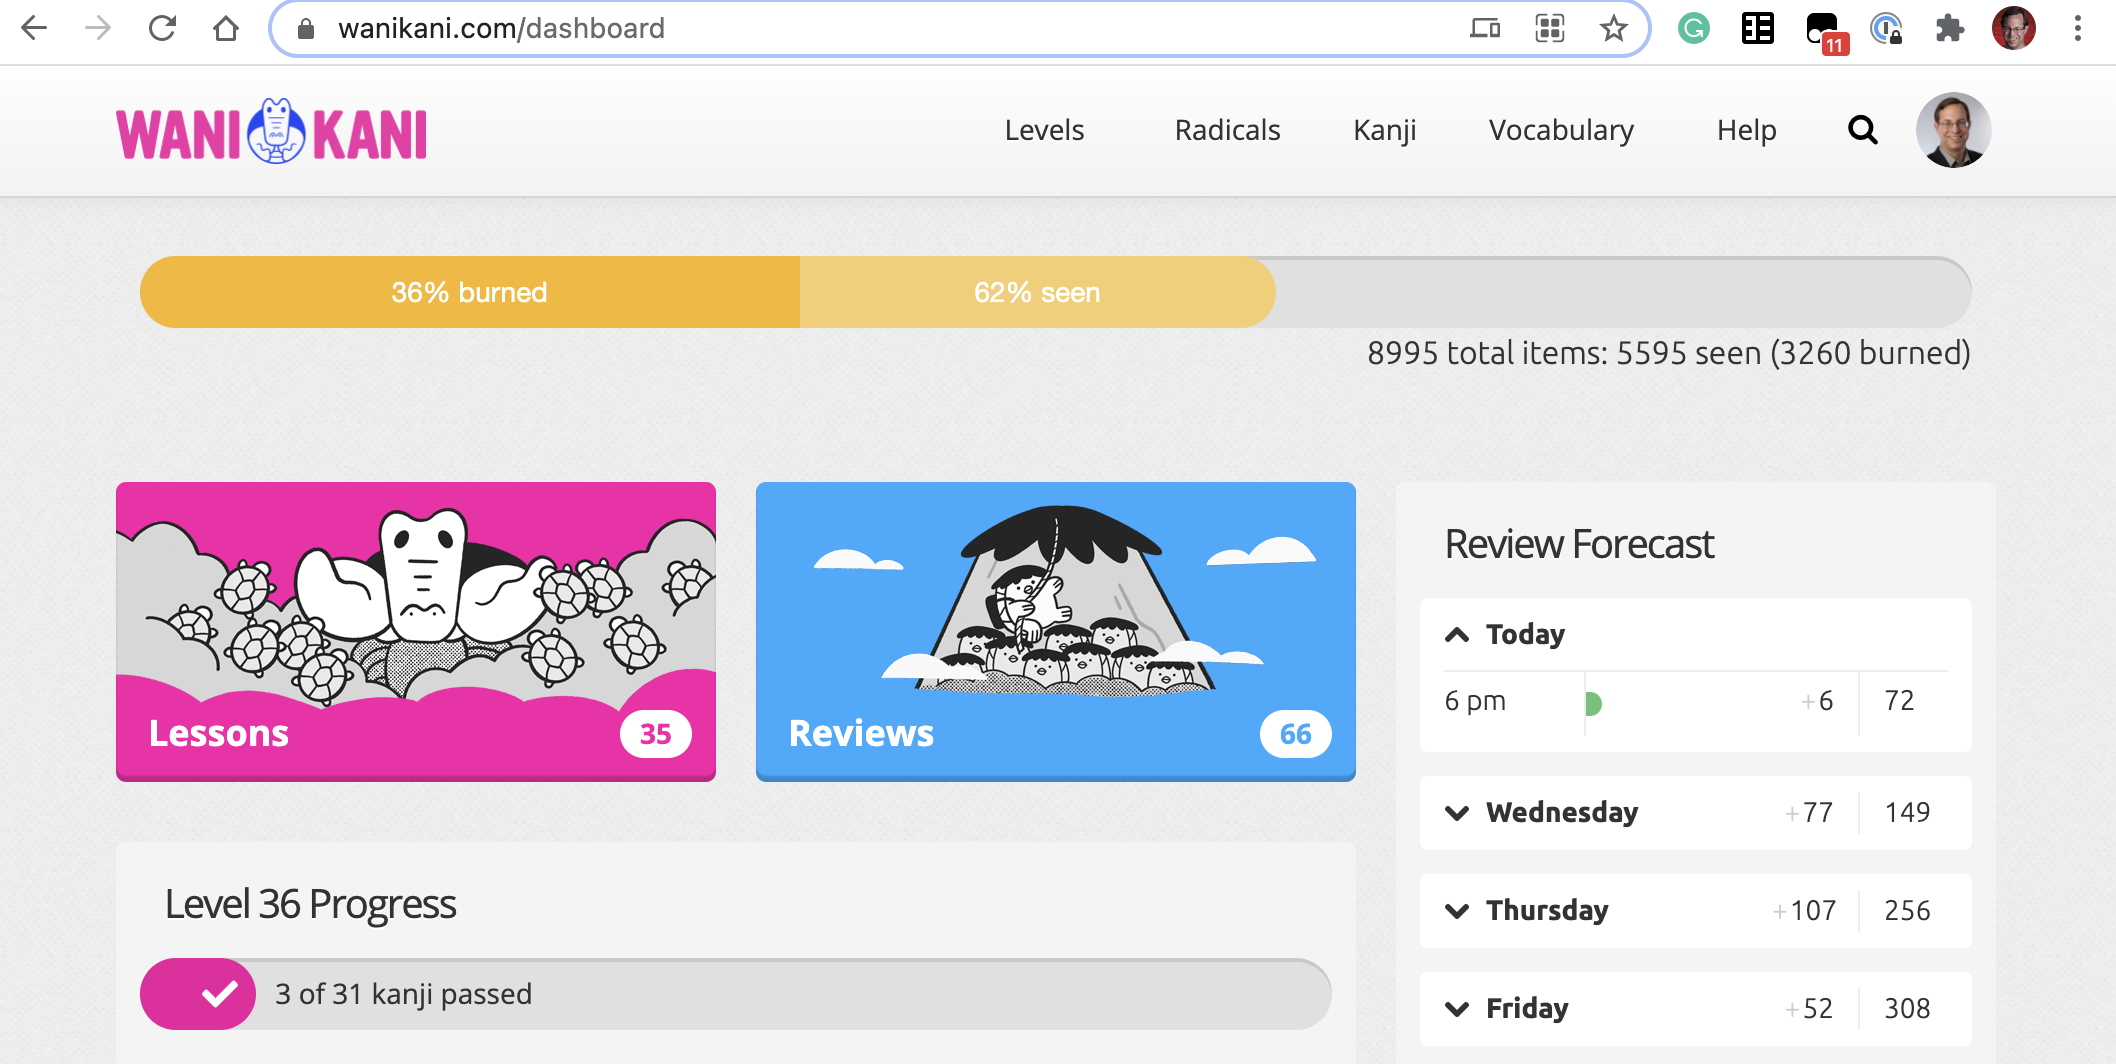 wanikani.com/dashboard
11
WANIKANI
Levels Radicals Kanji Vocabulary Help
36% burned 62% seen
8995 total items: 5595 seen (3260 burned)
Lessons 35
Reviews 66
Level 36 Progress
3 of 31 kanji passed
Review Forecast
Today
6 pm +6 72
Wednesday +77 149
Thursday +107 256
Friday +52 308